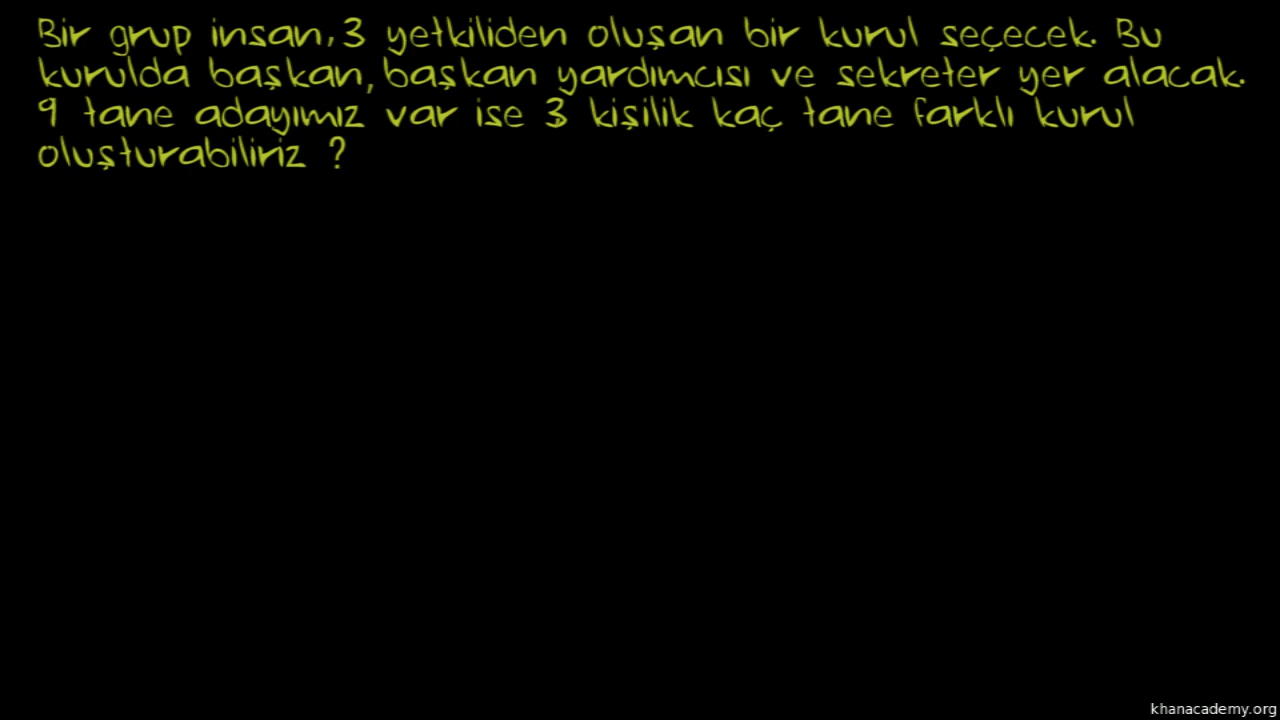 Bir grup insan, 3 yetkiliden oluşan bir kurul seçecek. Bu
kurulda başkan, başkan yardımcısı ve sekreter yer alacak.
9 tane adayımız var ise 3 kişilik kaç tane farklı kurul
oluşturabiliriz ?
khanacademy.org